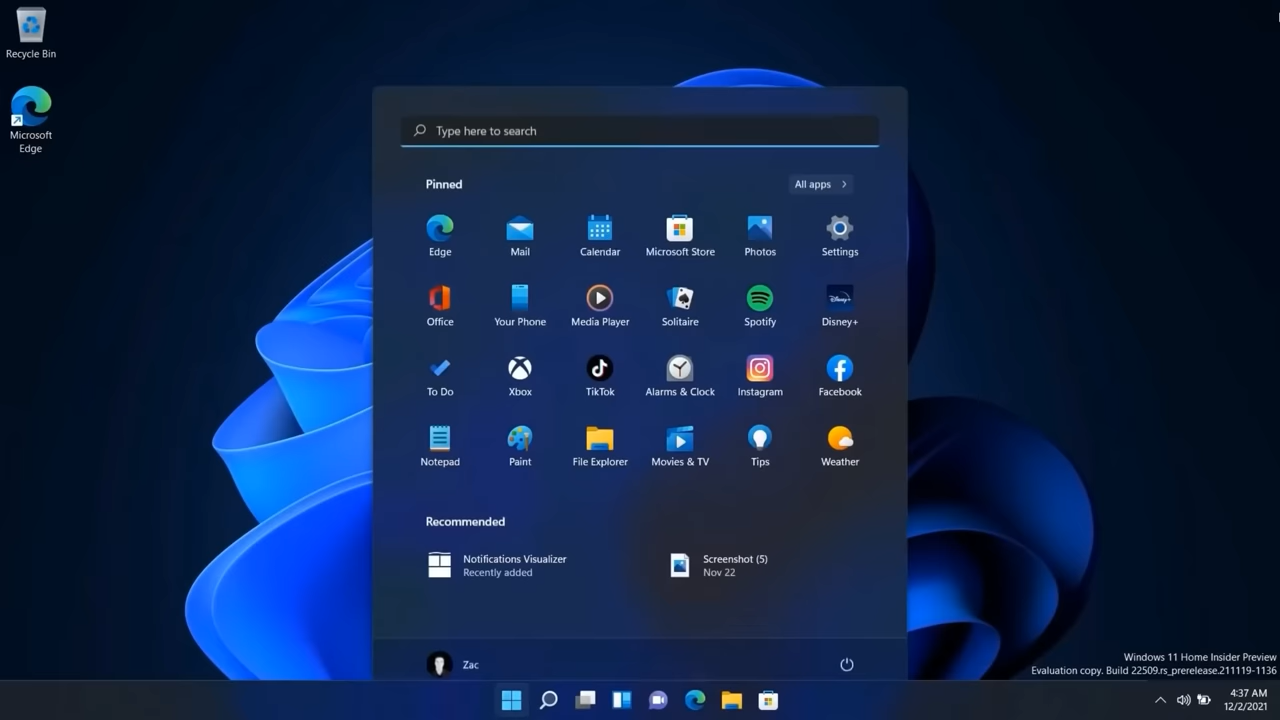 Recycle Bin
Microsoft
Edge
Type here to search
Pinned
All apps
Edge
Mail
Calendar
Microsoft Store
Photos
Settings
Office
Your Phone
Media Player
Solitaire
Spotify
Disney+
Disney+
To Do
Xbox
TikTok
Alarms & Clock
Instagram
Facebook
Notepad
Paint
File Explorer
Movies & TV
Tips
Weather
Recommended
Notifications Visualizer
Recently added
Screenshot (5)
Nov 22
Zac
Windows 11 Home Insider Preview
Evaluation copy. Build 22509.rs_prerelease.211119-1136
4:37 AM
12/2/2021